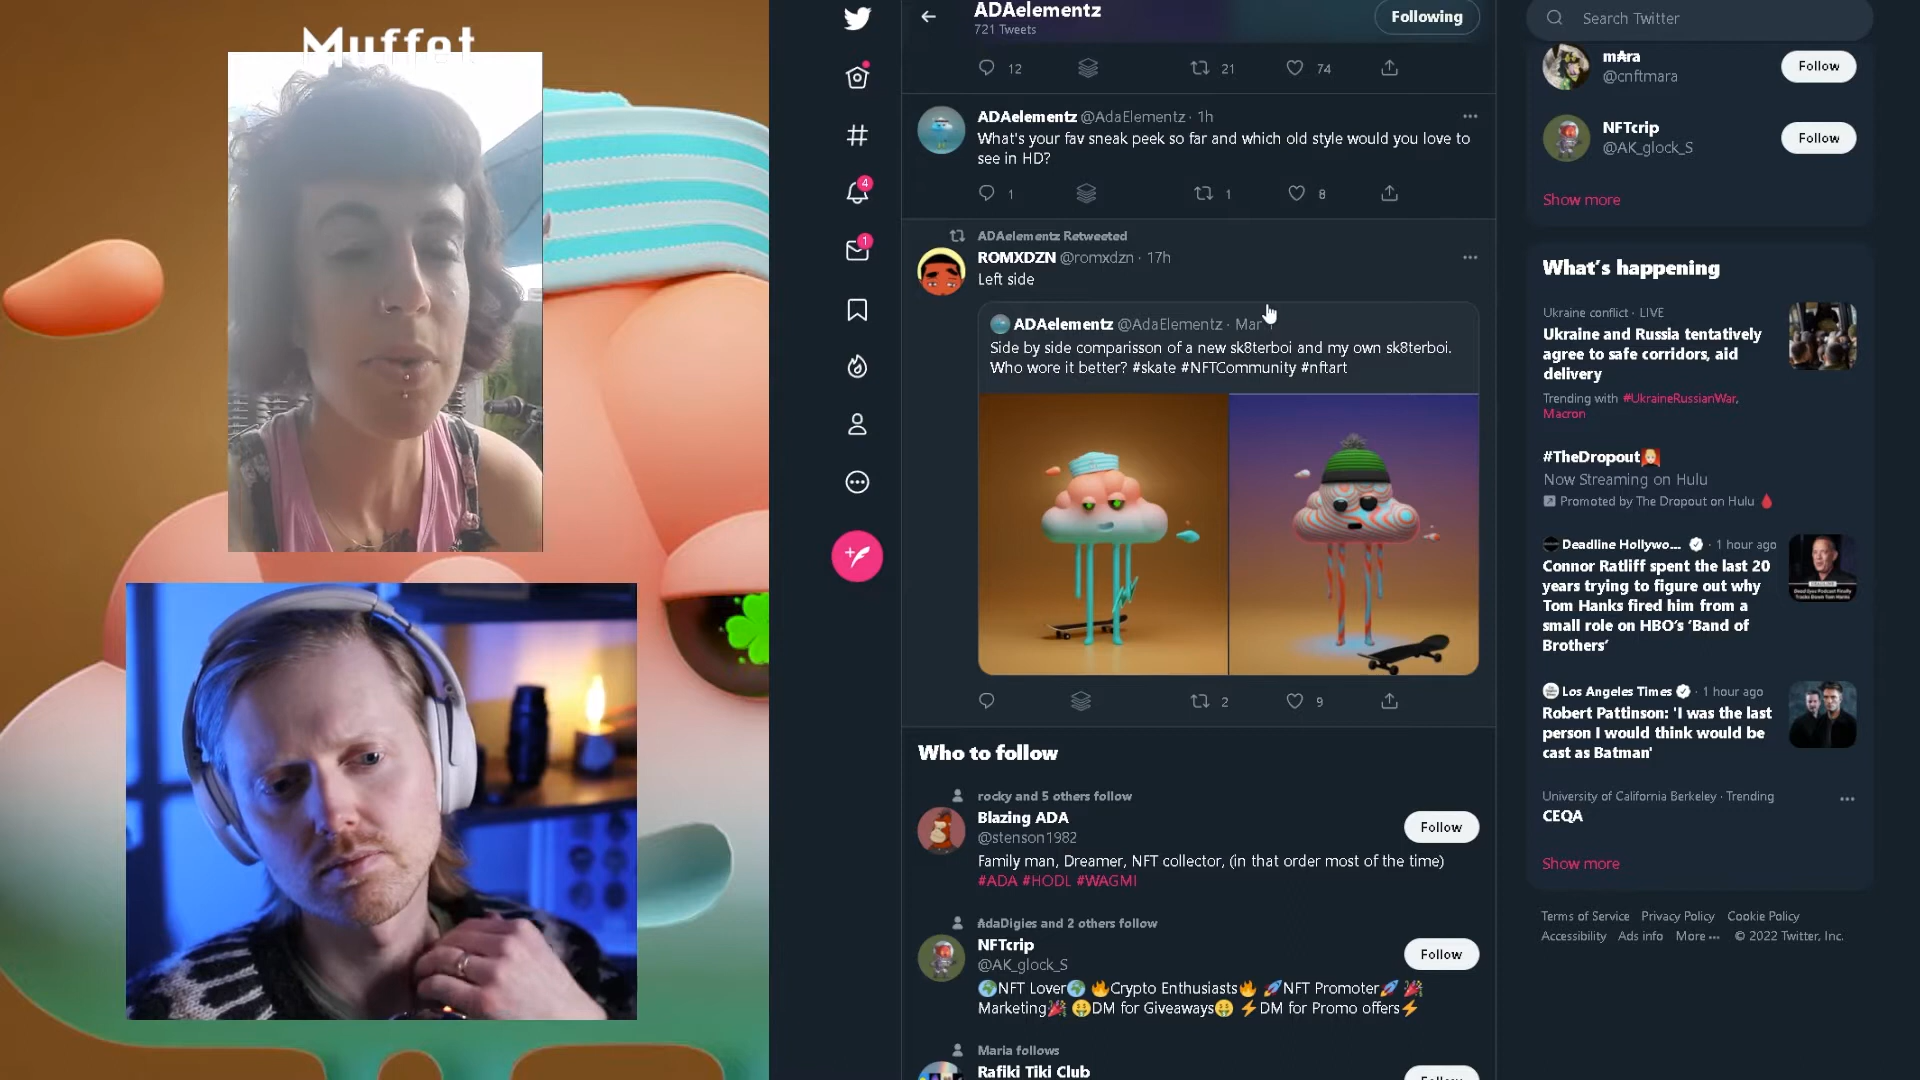 Muffet
ADAelementz
721 Tweets
Following
12
21
74
ADAelementz @AdaElementz · 1h
What's your fav sneak peek so far and which old style would you love to
see in HD?
1
1
8
ADAelementz Retweeted
ROMXDZN @romxdzn · 17h
Left side
ADAelementz @AdaElementz · Mar
Side by side comparisson of a new sk8terboi and my own sk8terboi.
Who wore it better? #skate #NFTCommunity #nftart
2
9
Who to follow
rocky and 5 others follow
Blazing ADA
@stenson1982
Follow
Family man, Dreamer, NFT collector, (in that order most of the time)
#ADA #HODL #WAGMI
AdaDigies and 2 others follow
NFTcrip
@AK_glock_S
Follow
NFT Lover Crypto Enthusiasts NFT Promoter
Marketing DM for Giveaways DM for Promo offers
Maria follows
Rafiki Tiki Club
Follow
4
1
Search Twitter
mAra
@cnftmara
Follow
NFTcrip
@AK_glock_S
Follow
Show more
What's happening
Ukraine conflict · LIVE
Ukraine and Russia tentatively
agree to safe corridors, aid
delivery
Trending with #UkraineRussianWar,
Macron
#TheDropout
Now Streaming on Hulu
Promoted by The Dropout on Hulu
Deadline Hollywo... · 1 hour ago
Connor Ratliff spent the last 20
years trying to figure out why
Tom Hanks fired him from a
small role on HBO's 'Band of
Brothers'
Los Angeles Times · 1 hour ago
Robert Pattinson: 'I was the last
person I would think would be
cast as Batman'
University of California Berkeley · Trending
CEQA
Show more
Terms of Service Privacy Policy Cookie Policy
Accessibility Ads info More ··· © 2022 Twitter, Inc.